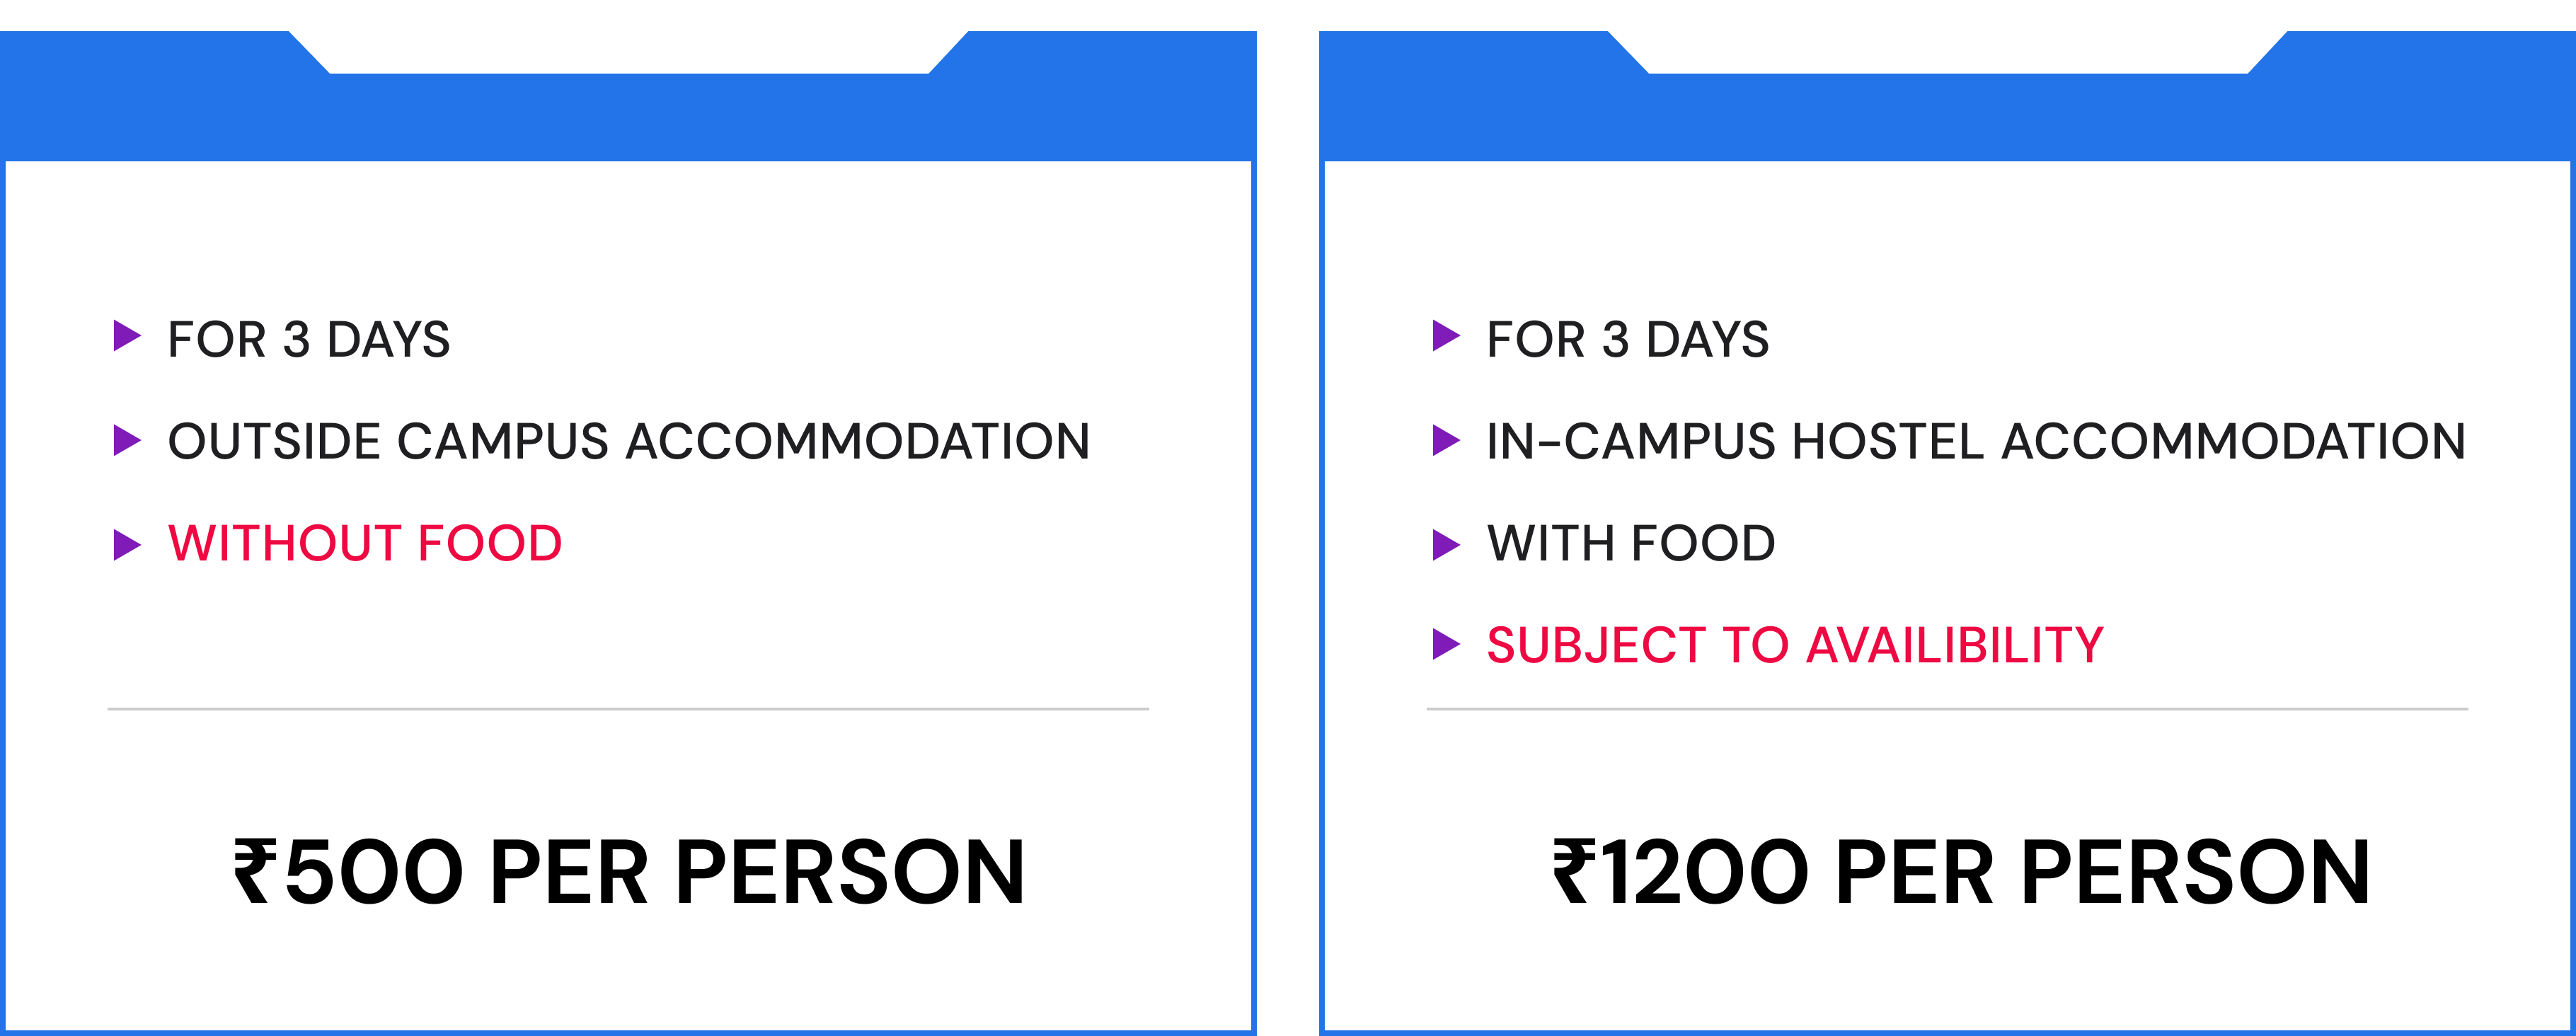 FOR 3 DAYS
OUTSIDE CAMPUS ACCOMMODATION
WITHOUT FOOD
₹500 PER PERSON
FOR 3 DAYS
IN-CAMPUS HOSTEL ACCOMMODATION
WITH FOOD
SUBJECT TO AVAILIBILITY
₹1200 PER PERSON